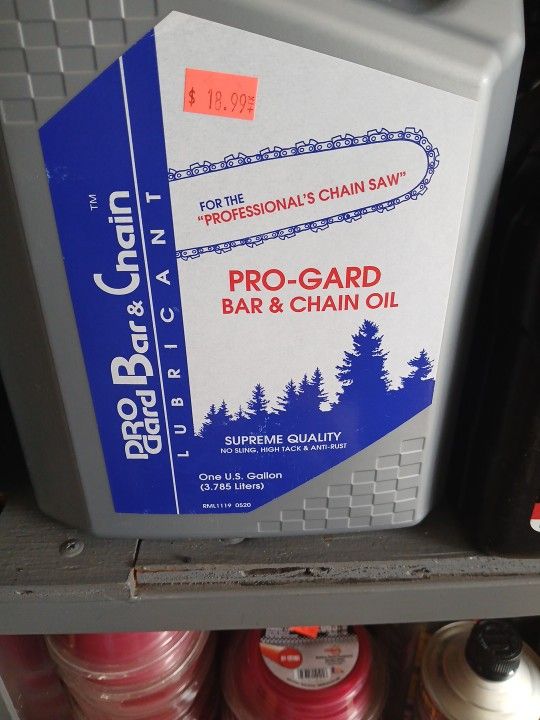 $ 18.99
FOR THE
"PROFESSIONAL'S CHAIN SAW"
PRO-GARD
BAR & CHAIN OIL
PRO Gard Bar & Chain ™
LUBRICANT
SUPREME QUALITY
NO SLING, HIGH TACK & ANTI-RUST
One U.S. Gallon
(3.785 Liters)
RML1119 0520